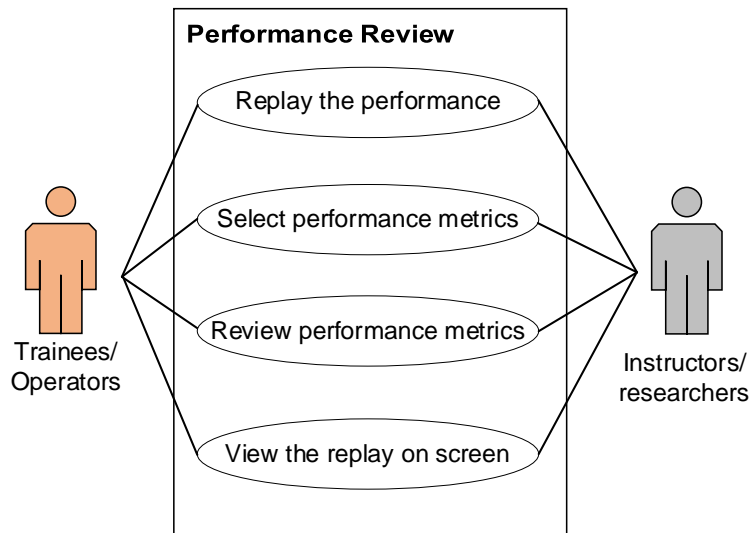 Performance Review
Replay the performance
Select performance metrics
Review performance metrics
View the replay on screen
Trainees/
Operators
Instructors/
researchers